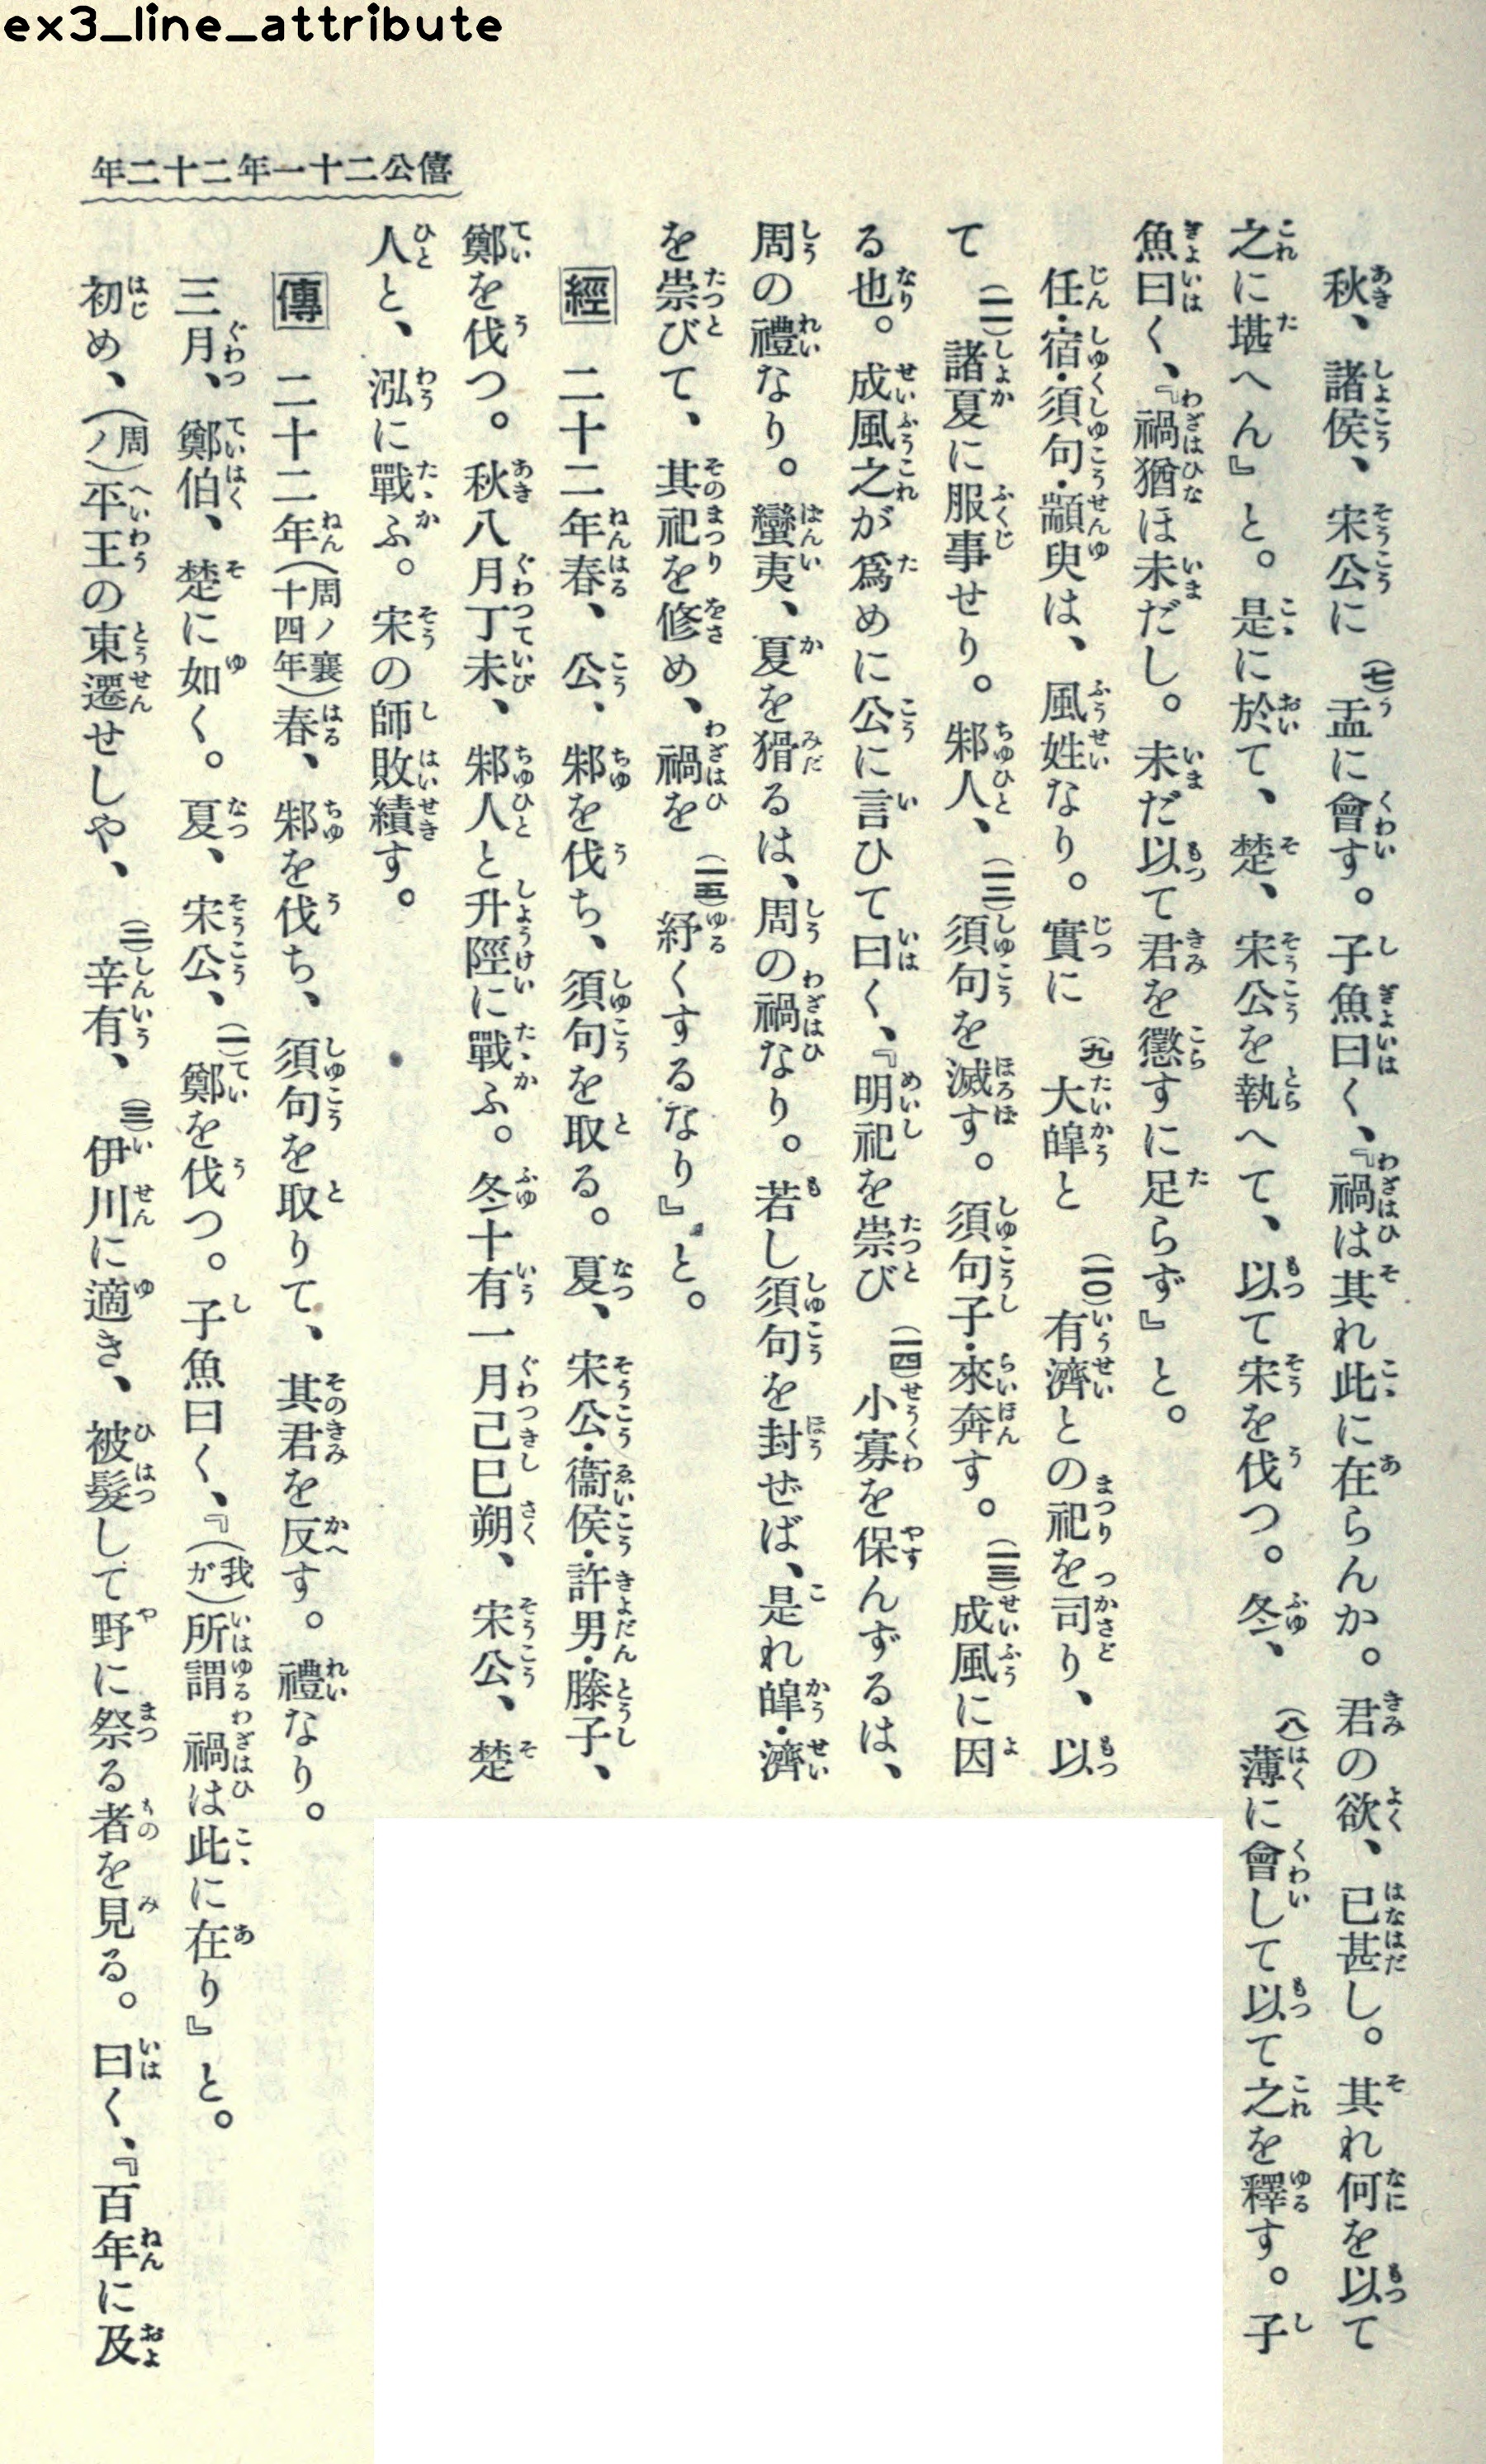 ex3_line_attribute
僖公二十一年二十二年
秋、諸侯、宋公に(七)盂に會す。子魚曰く、『禍は其れ此に在らんか。君の欲、已甚し。其れ何を以て
之に堪へん』と。是に於て、楚、宋公を執へて、以て宋を伐つ。冬、(八)薄に會して以て之を釋す。子
魚曰く、『禍猶ほ未だし。未だ以て君を懲すに足らず』と。
任・宿・須句・顓臾は、風姓なり。實に(九)大皥と(一〇)有濟との祀を司り、以
て(一一)諸夏に服事せり。邾人、(一二)須句を滅す。須句子・來奔す。(一三)成風に因
る也。成風之が爲めに公に言ひて曰く、『明祀を崇び(一四)小寡を保んずるは、
周の禮なり。蠻夷、夏を猾るは、周の禍なり。若し須句を封ぜば、是れ皥・濟
を崇びて、其祀を修め、禍を(一五)紓くするなり』と。
經 二十二年春、公、邾を伐ち、須句を取る。夏、宋公・衞侯・許男・滕子、
鄭を伐つ。秋八月丁未、邾人と升陘に戰ふ。冬十有一月己巳朔、宋公、楚
人と、泓に戰ふ。宋の師敗績す。
傳 二十二年(周ノ襄十四年)春、邾を伐ち、須句を取りて、其君を反す。禮なり。
三月、鄭伯、楚に如く。夏、宋公、(一)鄭を伐つ。子魚曰く、『(我ガ)所謂禍は此に在り』と。
初め、(周ノ)平王の東遷せしや、(二)辛有、(三)伊川に適き、被髮して野に祭る者を見る。曰く、『百年に及